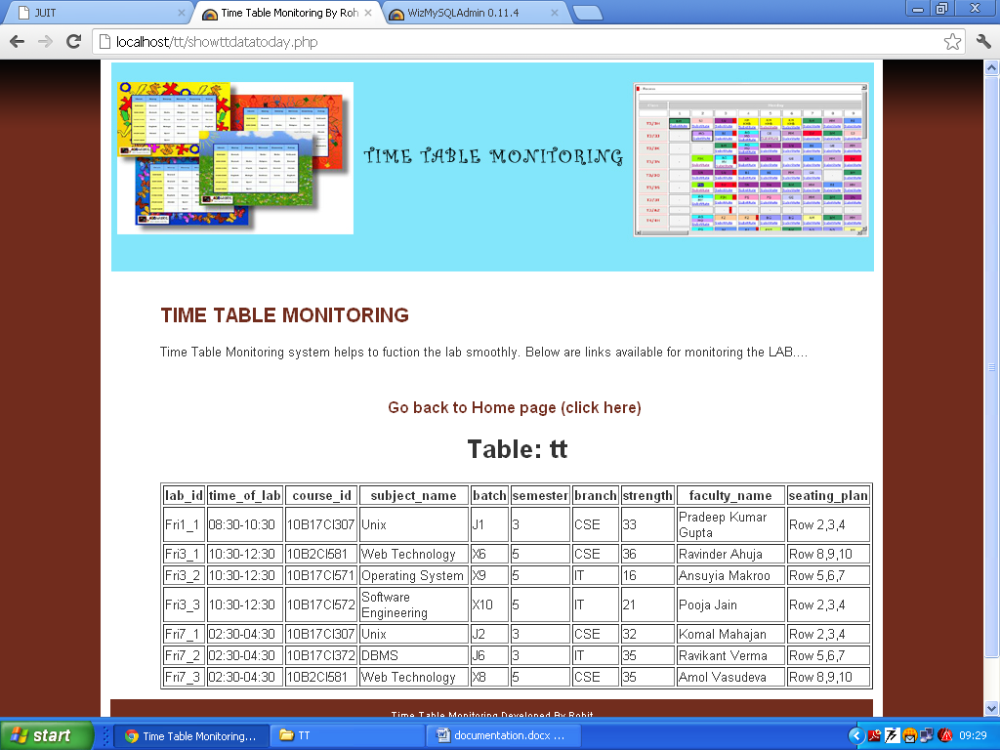 JUIT
Time Table Monitoring By Roh
WizMySQLAdmin 0.11.4
localhost/tt/showttdatatoday.php
TIME TABLE MONITORING
TIME TABLE MONITORING
Time Table Monitoring system helps to fuction the lab smoothly. Below are links available for monitoring the LAB....
Go back to Home page (click here)
Table: tt
lab_id time_of_lab course_id subject_name batch semester branch strength faculty_name seating_plan
Fri1_1 08:30-10:30 10B17CI307 Unix J1 3 CSE 33 Pradeep Kumar Gupta Row 2,3,4
Fri3_1 10:30-12:30 10B2CI581 Web Technology X6 5 CSE 36 Ravinder Ahuja Row 8,9,10
Fri3_2 10:30-12:30 10B17CI571 Operating System X9 5 IT 16 Ansuyia Makroo Row 5,6,7
Fri3_3 10:30-12:30 10B17CI572 Software Engineering X10 5 IT 21 Pooja Jain Row 2,3,4
Fri7_1 02:30-04:30 10B17CI307 Unix J2 3 CSE 32 Komal Mahajan Row 2,3,4
Fri7_2 02:30-04:30 10B17CI372 DBMS J6 3 IT 35 Ravikant Verma Row 5,6,7
Fri7_3 02:30-04:30 10B2CI581 Web Technology X8 5 CSE 35 Amol Vasudeva Row 8,9,10
Time Table Monitoring Developed By Rohit
start
Time Table Monitoring...
TT
documentation.docx ...
09:29